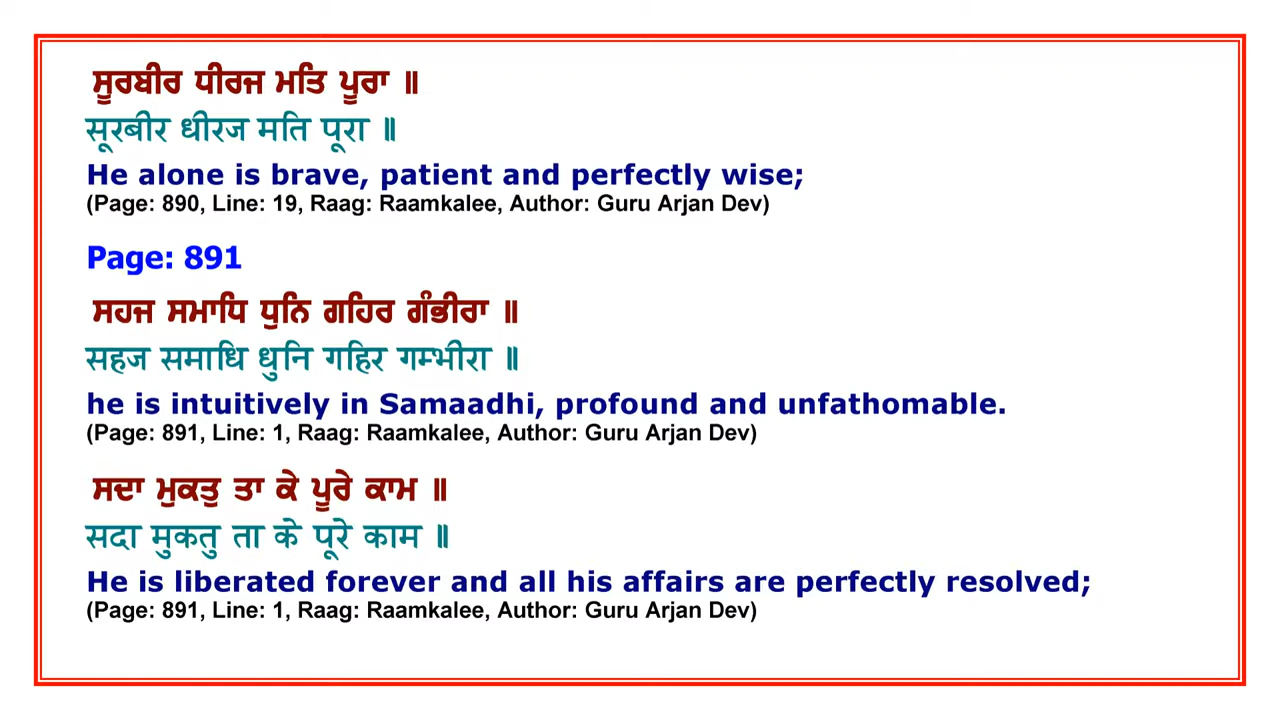 ਸੂਰਬੀਰ ਧੀਰਜ ਮਤਿ ਪੂਰਾ ॥
सूरबीर धीरज मति पूरा ॥
He alone is brave, patient and perfectly wise;
(Page: 890, Line: 19, Raag: Raamkalee, Author: Guru Arjan Dev)
Page: 891
ਸਹਜ ਸਮਾਧਿ ਧੁਨਿ ਗਹਿਰ ਗੰਭੀਰਾ ॥
सहज समाधि धुनि गहिर गम्भीरा ॥
he is intuitively in Samaadhi, profound and unfathomable.
(Page: 891, Line: 1, Raag: Raamkalee, Author: Guru Arjan Dev)
ਸਦਾ ਮੁਕਤੁ ਤਾ ਕੇ ਪੂਰੇ ਕਾਮ ॥
सदा मुकतु ता के पूरे काम ॥
He is liberated forever and all his affairs are perfectly resolved;
(Page: 891, Line: 1, Raag: Raamkalee, Author: Guru Arjan Dev)